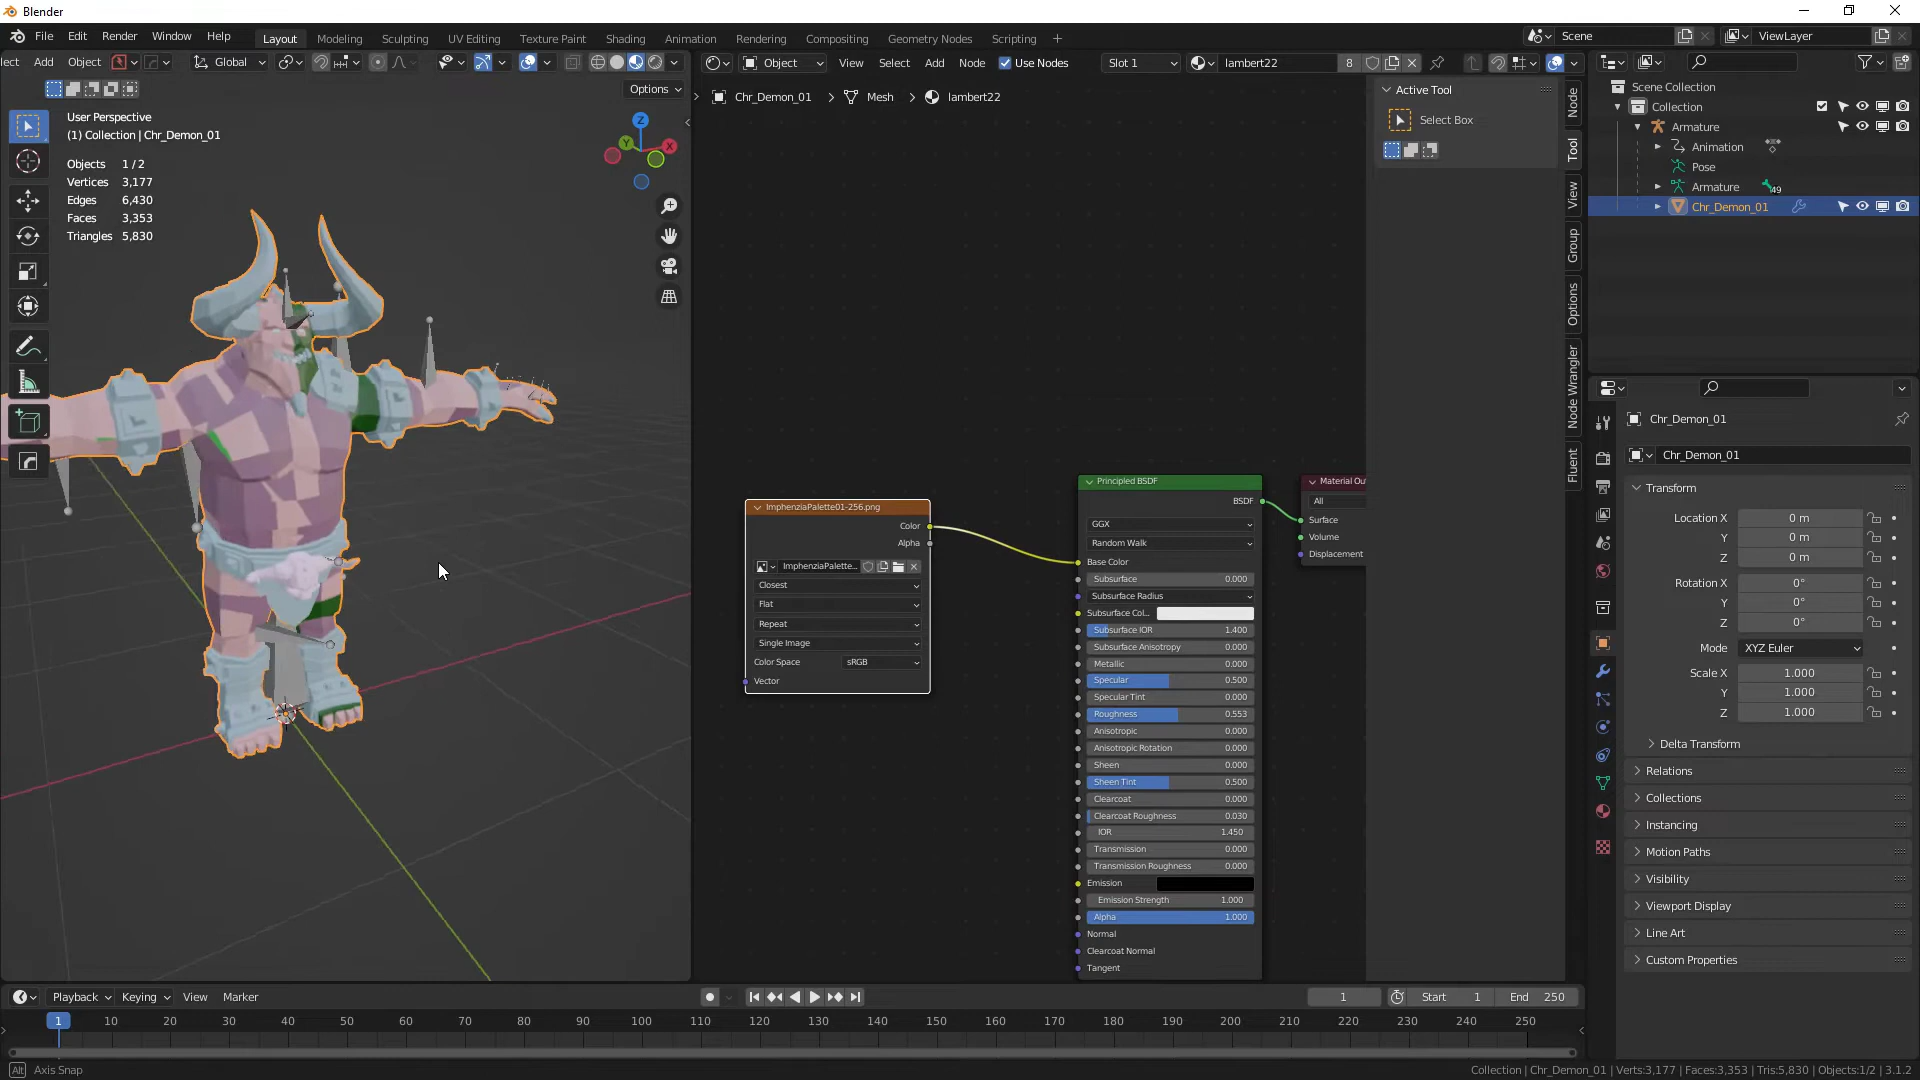 Blender
File Edit Render Window Help Layout Modeling Sculpting UV Editing Texture Paint Shading Animation Rendering Compositing Geometry Nodes Scripting + Scene ViewLayer
lect Add Object Global Object View Select Add Node Use Nodes Slot 1 lambert22 8
Options
Chr_Demon_01 > Mesh > lambert22
User Perspective
(1) Collection | Chr_Demon_01
Objects 1 / 2
Vertices 3,177
Edges 6,430
Faces 3,353
Triangles 5,830
Z
Y
X
Active Tool
Select Box
Node
Tool
View
Group
Options
Node Wrangler
Fluent
Scene Collection
Collection
Armature
Animation
Pose
Armature 49
Chr_Demon_01
ImphenziaPalette01-256.png
Color
Alpha
ImphenziaPalette...
Closest
Flat
Repeat
Single Image
Color Space sRGB
Vector
Principled BSDF
BSDF
GGX
Random Walk
Base Color
Subsurface 0.000
Subsurface Radius
Subsurface Col...
Subsurface IOR 1.400
Subsurface Anisotropy 0.000
Metallic 0.000
Specular 0.500
Specular Tint 0.000
Roughness 0.553
Anisotropic 0.000
Anisotropic Rotation 0.000
Sheen 0.000
Sheen Tint 0.500
Clearcoat 0.000
Clearcoat Roughness 0.030
IOR 1.450
Transmission 0.000
Transmission Roughness 0.000
Emission
Emission Strength 1.000
Alpha 1.000
Normal
Clearcoat Normal
Tangent
Material Ou
All
Surface
Volume
Displacement
Chr_Demon_01
Chr_Demon_01
Transform
Location X 0 m
Y 0 m
Z 0 m
Rotation X 0°
Y 0°
Z 0°
Mode XYZ Euler
Scale X 1.000
Y 1.000
Z 1.000
Delta Transform
Relations
Collections
Instancing
Motion Paths
Visibility
Viewport Display
Line Art
Custom Properties
Playback Keying View Marker 1 Start 1 End 250
1 10 20 30 40 50 60 70 80 90 100 110 120 130 140 150 160 170 180 190 200 210 220 230 240 250
Alt Axis Snap
Collection | Chr_Demon_01 | Verts:3,177 | Faces:3,353 | Tris:5,830 | Objects:1/2 | 3.1.2